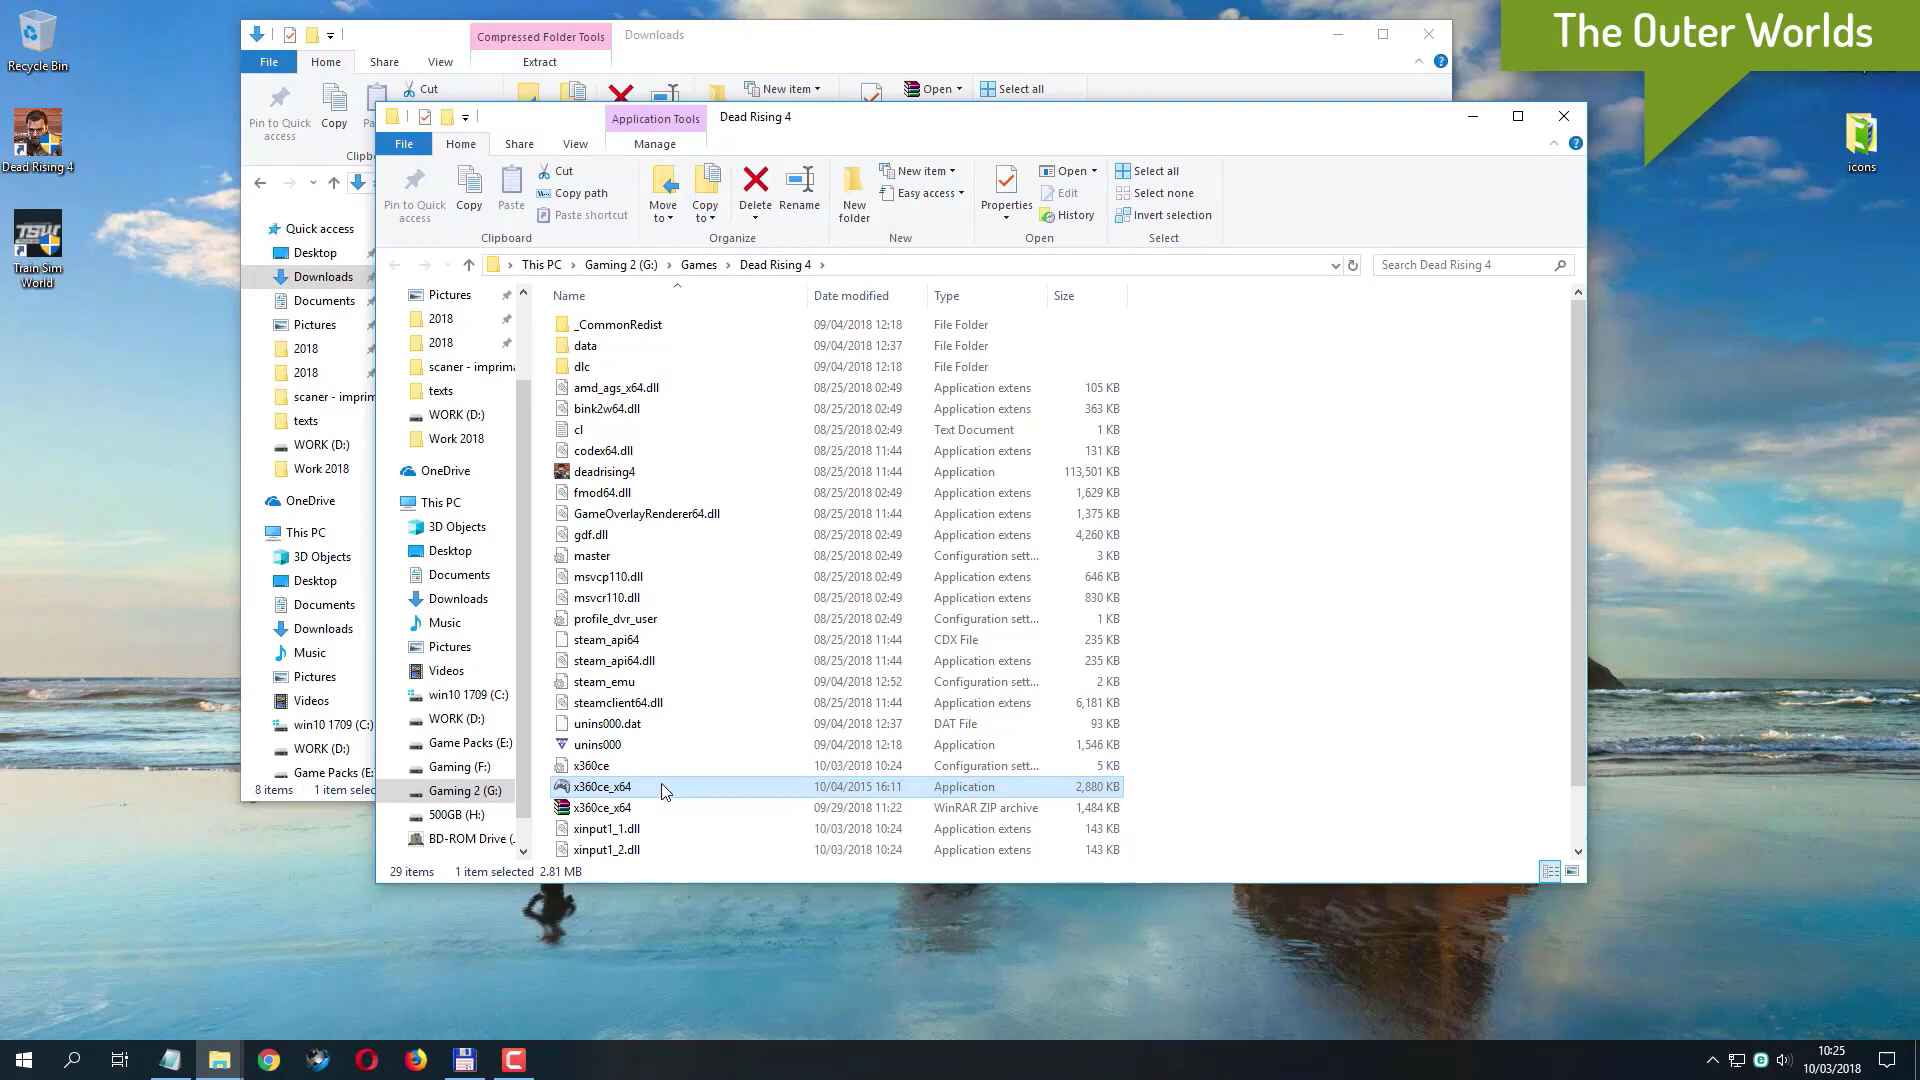 The Outer Worlds
Recycle Bin
Dead Rising 4
Train Sim
World
icons
Compressed Folder Tools
Downloads
File
Home
Share
View
Extract
Pin to Quick
access
Copy
Cut
New item
Open
Select all
Quick access
Desktop
Downloads
Documents
Pictures
2018
2018
scaner - imprim
texts
WORK (D:)
Work 2018
OneDrive
This PC
3D Objects
Desktop
Documents
Downloads
Music
Pictures
Videos
win10 1709 (C:)
WORK (D:)
Game Packs (E:
8 items 1 item selec
Application Tools
Dead Rising 4
File
Home
Share
View
Manage
Pin to Quick
access
Copy
Paste
Cut
Copy path
Paste shortcut
Clipboard
Move
to
Copy
to
Delete
Rename
Organize
New
folder
New item
Easy access
New
Properties
Open
Edit
History
Open
Select all
Select none
Invert selection
Select
This PC > Gaming 2 (G:) > Games > Dead Rising 4 >
Search Dead Rising 4
Pictures
2018
2018
scaner - imprim
texts
WORK (D:)
Work 2018
OneDrive
This PC
3D Objects
Desktop
Documents
Downloads
Music
Pictures
Videos
win10 1709 (C:)
WORK (D:)
Game Packs (E:)
Gaming (F:)
Gaming 2 (G:)
500GB (H:)
BD-ROM Drive (
Name Date modified Type Size
_CommonRedist 09/04/2018 12:18 File Folder
data 09/04/2018 12:37 File Folder
dlc 09/04/2018 12:18 File Folder
amd_ags_x64.dll 08/25/2018 02:49 Application extens 105 KB
bink2w64.dll 08/25/2018 02:49 Application extens 363 KB
cl 08/25/2018 02:49 Text Document 1 KB
codex64.dll 08/25/2018 11:44 Application extens 131 KB
deadrising4 08/25/2018 11:44 Application 113,501 KB
fmod64.dll 08/25/2018 02:49 Application extens 1,629 KB
GameOverlayRenderer64.dll 08/25/2018 11:44 Application extens 1,375 KB
gdf.dll 08/25/2018 02:49 Application extens 4,260 KB
master 08/25/2018 02:49 Configuration sett... 3 KB
msvcp110.dll 08/25/2018 02:49 Application extens 646 KB
msvcr110.dll 08/25/2018 02:49 Application extens 830 KB
profile_dvr_user 08/25/2018 02:49 Configuration sett... 1 KB
steam_api64 08/25/2018 11:44 CDX File 235 KB
steam_api64.dll 08/25/2018 11:44 Application extens 235 KB
steam_emu 09/04/2018 12:52 Configuration sett... 2 KB
steamclient64.dll 08/25/2018 11:44 Application extens 6,181 KB
unins000.dat 09/04/2018 12:37 DAT File 93 KB
unins000 09/04/2018 12:18 Application 1,546 KB
x360ce 10/03/2018 10:24 Configuration sett... 5 KB
x360ce_x64 10/04/2015 16:11 Application 2,880 KB
x360ce_x64 09/29/2018 11:22 WinRAR ZIP archive 1,484 KB
xinput1_1.dll 10/03/2018 10:24 Application extens 143 KB
xinput1_2.dll 10/03/2018 10:24 Application extens 143 KB
29 items 1 item selected 2.81 MB
10:25
10/03/2018